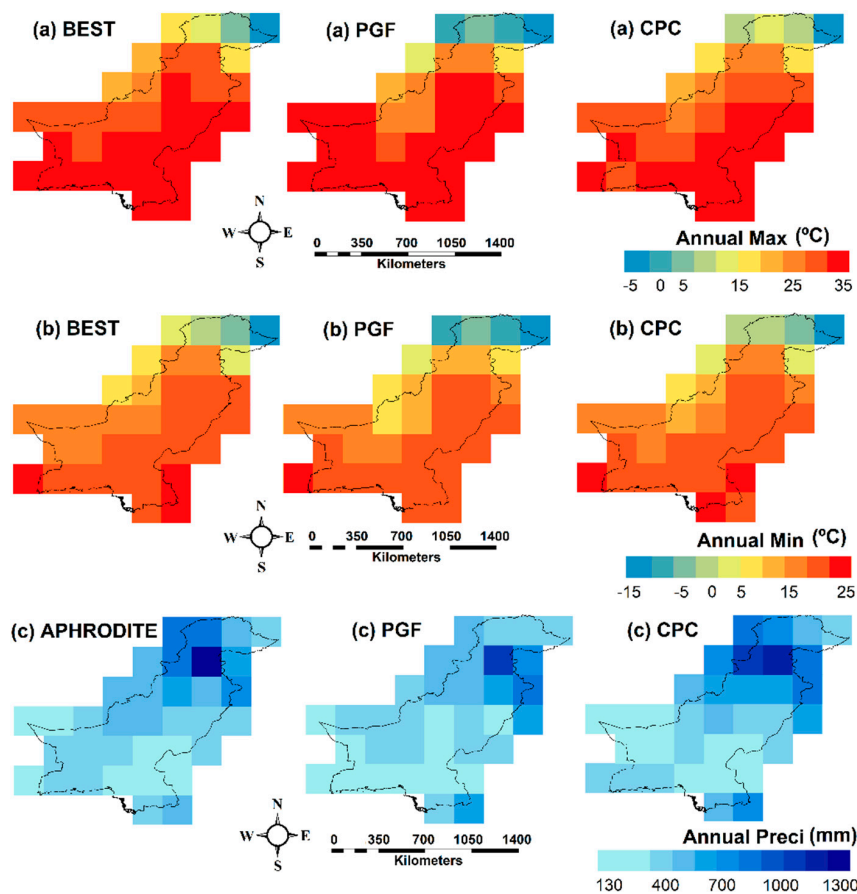 (a) BEST
(a) PGF
(a) CPC
N
W E
S
0 350 700 1050 1400
Kilometers
Annual Max (ºC)
-5 0 5 15 25 35
(b) BEST
(b) PGF
(b) CPC
N
W E
S
0 350 700 1050 1400
Kilometers
Annual Min (ºC)
-15 -5 0 5 15 25
(c) APHRODITE
(c) PGF
(c) CPC
N
W E
S
0 350 700 1050 1400
Kilometers
Annual Preci (mm)
130 400 700 1000 1300